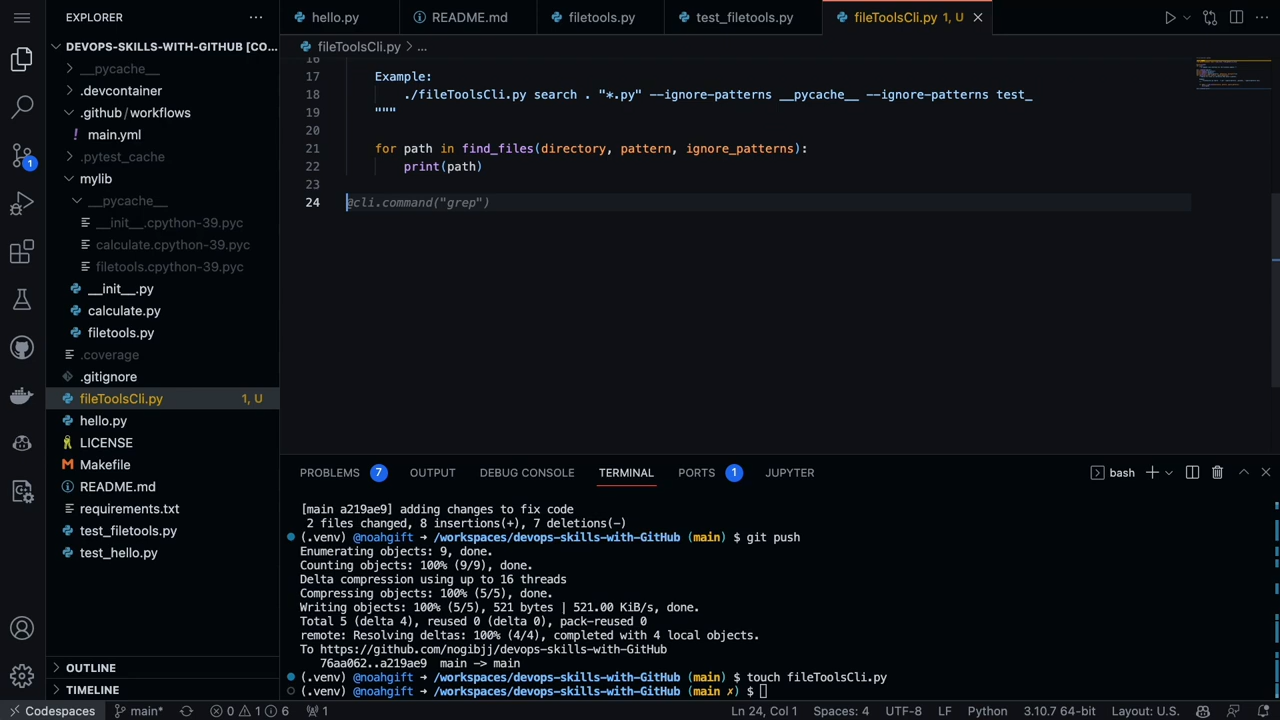 EXPLORER
hello.py
README.md
filetools.py
test_filetools.py
fileToolsCli.py 1, U
DEVOPS-SKILLS-WITH-GITHUB [CO...
__pycache__
.devcontainer
.github/workflows
main.yml
.pytest_cache
mylib
__pycache__
__init__.cpython-39.pyc
calculate.cpython-39.pyc
filetools.cpython-39.pyc
__init__.py
calculate.py
filetools.py
.coverage
.gitignore
fileToolsCli.py 1, U
hello.py
LICENSE
Makefile
README.md
requirements.txt
test_filetools.py
test_hello.py
OUTLINE
TIMELINE
fileToolsCli.py > ...
16
17 Example:
18 ./fileToolsCli.py search . "*.py" --ignore-patterns __pycache__ --ignore-patterns test_
19 """
20
21 for path in find_files(directory, pattern, ignore_patterns):
22 print(path)
23
24 @cli.command("grep")
PROBLEMS 7 OUTPUT DEBUG CONSOLE TERMINAL PORTS 1 JUPYTER bash
[main a219ae9] adding changes to fix code
2 files changed, 8 insertions(+), 7 deletions(-)
(.venv) @noahgift ➜ /workspaces/devops-skills-with-GitHub (main) $ git push
Enumerating objects: 9, done.
Counting objects: 100% (9/9), done.
Delta compression using up to 16 threads
Compressing objects: 100% (5/5), done.
Writing objects: 100% (5/5), 521 bytes | 521.00 KiB/s, done.
Total 5 (delta 4), reused 0 (delta 0), pack-reused 0
remote: Resolving deltas: 100% (4/4), completed with 4 local objects.
To https://github.com/nogibjj/devops-skills-with-GitHub
76aa062..a219ae9 main -> main
(.venv) @noahgift ➜ /workspaces/devops-skills-with-GitHub (main) $ touch fileToolsCli.py
(.venv) @noahgift ➜ /workspaces/devops-skills-with-GitHub (main ✗) $
1
Codespaces main* 0 1 6 1 Ln 24, Col 1 Spaces: 4 UTF-8 LF Python 3.10.7 64-bit Layout: U.S.